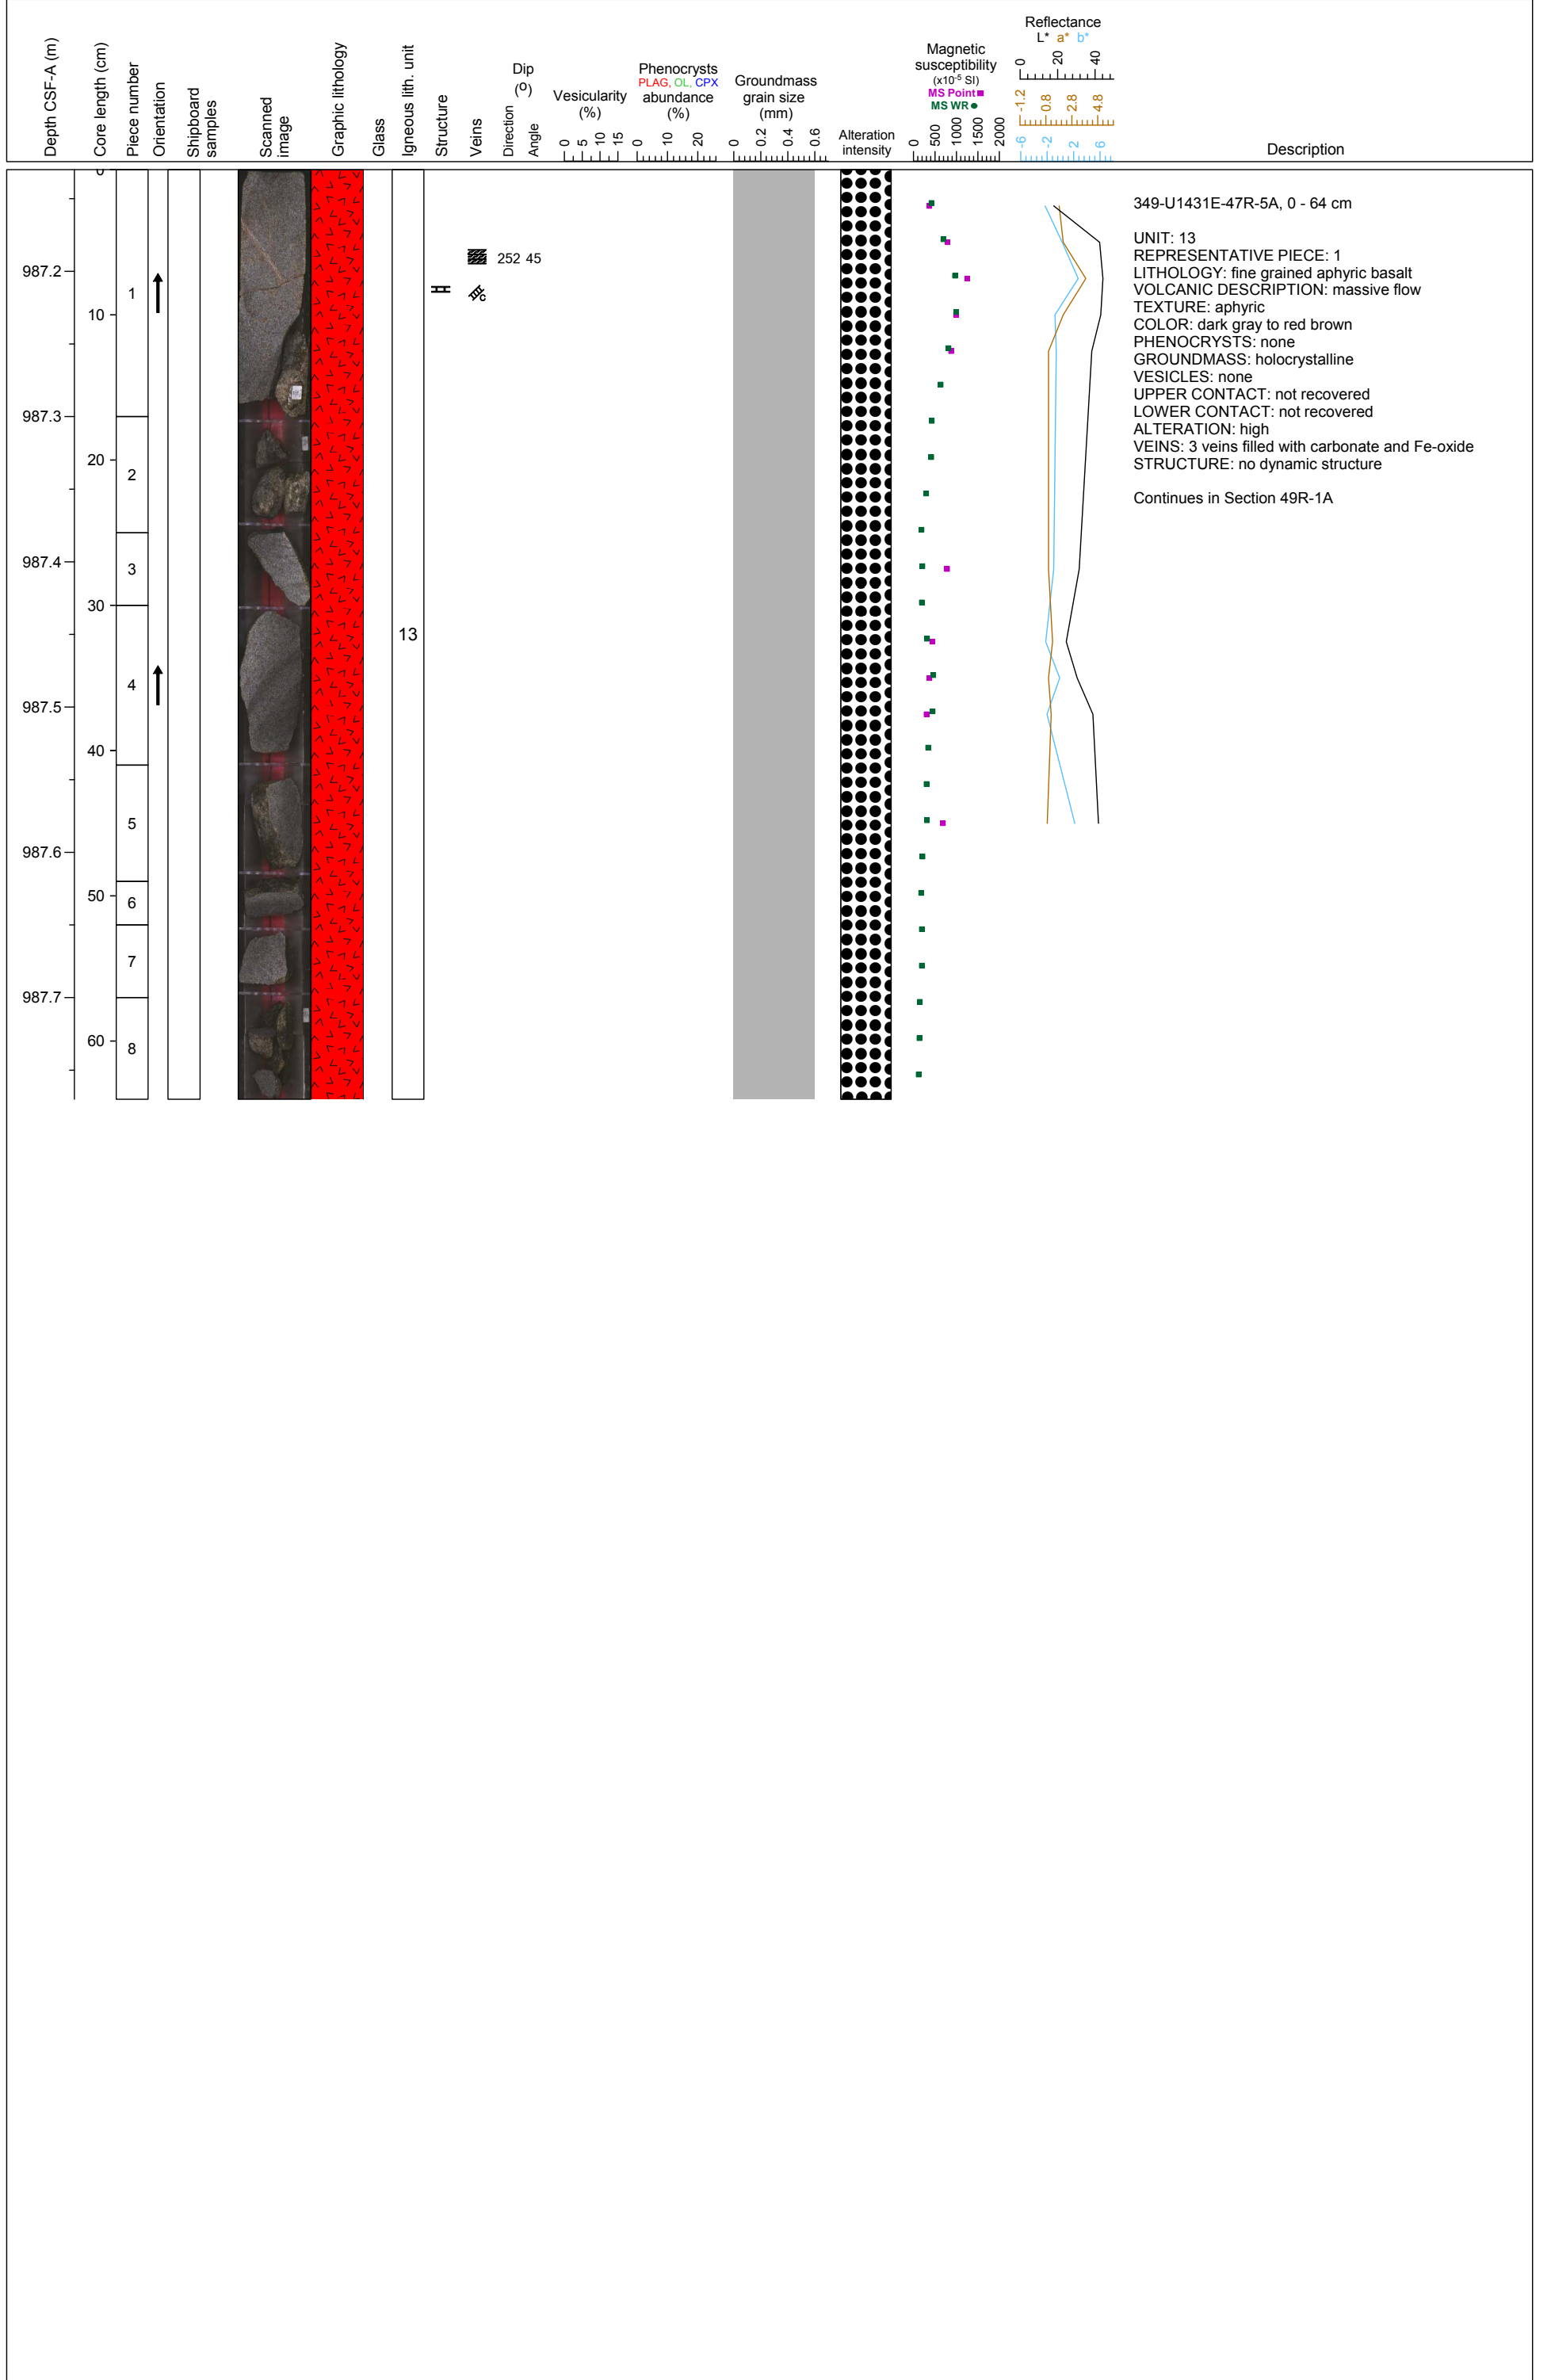 Depth CSF-A (m)
Core length (cm)
Piece number
Orientation
Shipboard
samples
Scanned
image
Graphic lithology
Glass
Igneous lith. unit
Structure
Veins
Dip
(o)
Direction
Angle
Vesicularity
(%)
0 5 10 15
Phenocrysts
PLAG, OL, CPX
abundance
(%)
0 10 20
Groundmass
grain size
(mm)
0 0.2 0.4 0.6
Alteration
intensity
Magnetic
susceptibility
(x10-5 SI)
MS Point
MS WR
0 500 1000 1500 2000
Reflectance
L* a* b*
0 20 40
-1.2 0.8 2.8 4.8
-6 -2 2 6
Description
0
987.2
10
987.3
20
987.4
30
987.5
40
987.6
50
987.7
60
1
2
3
4
5
6
7
8
13
252 45
c
349-U1431E-47R-5A, 0 - 64 cm
UNIT: 13
REPRESENTATIVE PIECE: 1
LITHOLOGY: fine grained aphyric basalt
VOLCANIC DESCRIPTION: massive flow
TEXTURE: aphyric
COLOR: dark gray to red brown
PHENOCRYSTS: none
GROUNDMASS: holocrystalline
VESICLES: none
UPPER CONTACT: not recovered
LOWER CONTACT: not recovered
ALTERATION: high
VEINS: 3 veins filled with carbonate and Fe-oxide
STRUCTURE: no dynamic structure
Continues in Section 49R-1A